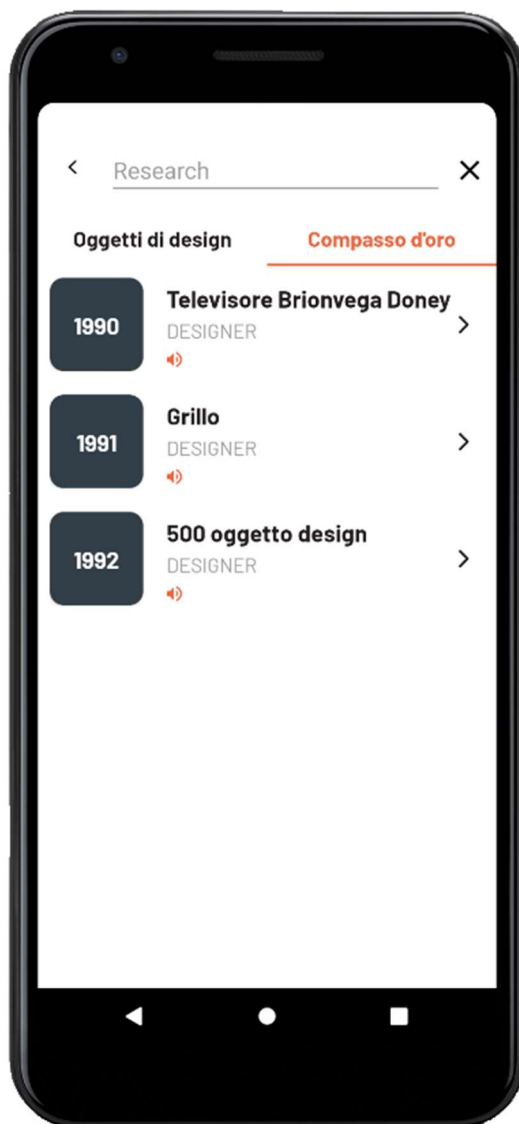 Research
Oggetti di design
Compasso d'oro
1990
Televisore Brionvega Doney
DESIGNER
1991
Grillo
DESIGNER
1992
500 oggetto design
DESIGNER